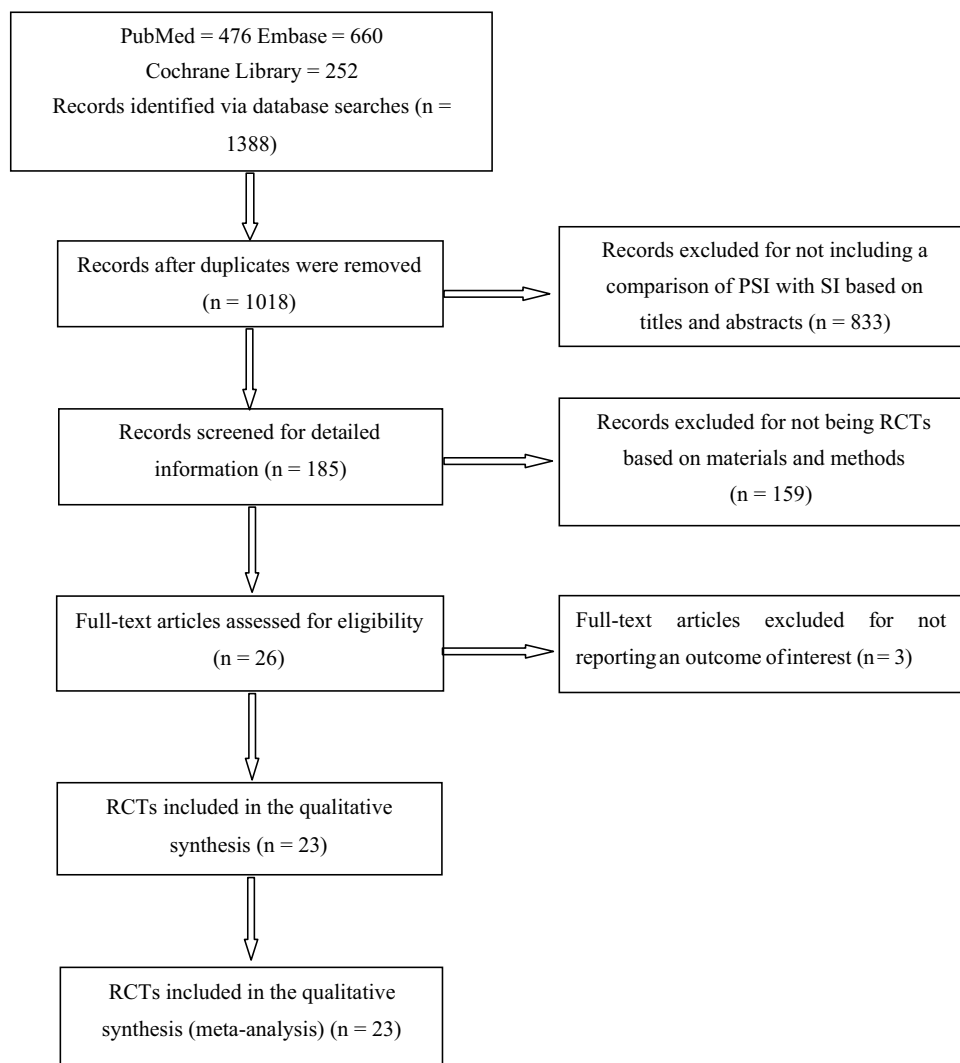 PubMed = 476 Embase = 660
Cochrane Library = 252
Records identified via database searches (n =
1388)
Records after duplicates were removed
(n = 1018)
Records excluded for not including a
comparison of PSI with SI based on
titles and abstracts (n = 833)
Records screened for detailed
information (n = 185)
Records excluded for not being RCTs
based on materials and methods
(n = 159)
Full-text articles assessed for eligibility
(n = 26)
Full-text articles excluded for not
reporting an outcome of interest (n = 3)
RCTs included in the qualitative
synthesis (n = 23)
RCTs included in the qualitative
synthesis (meta-analysis) (n = 23)